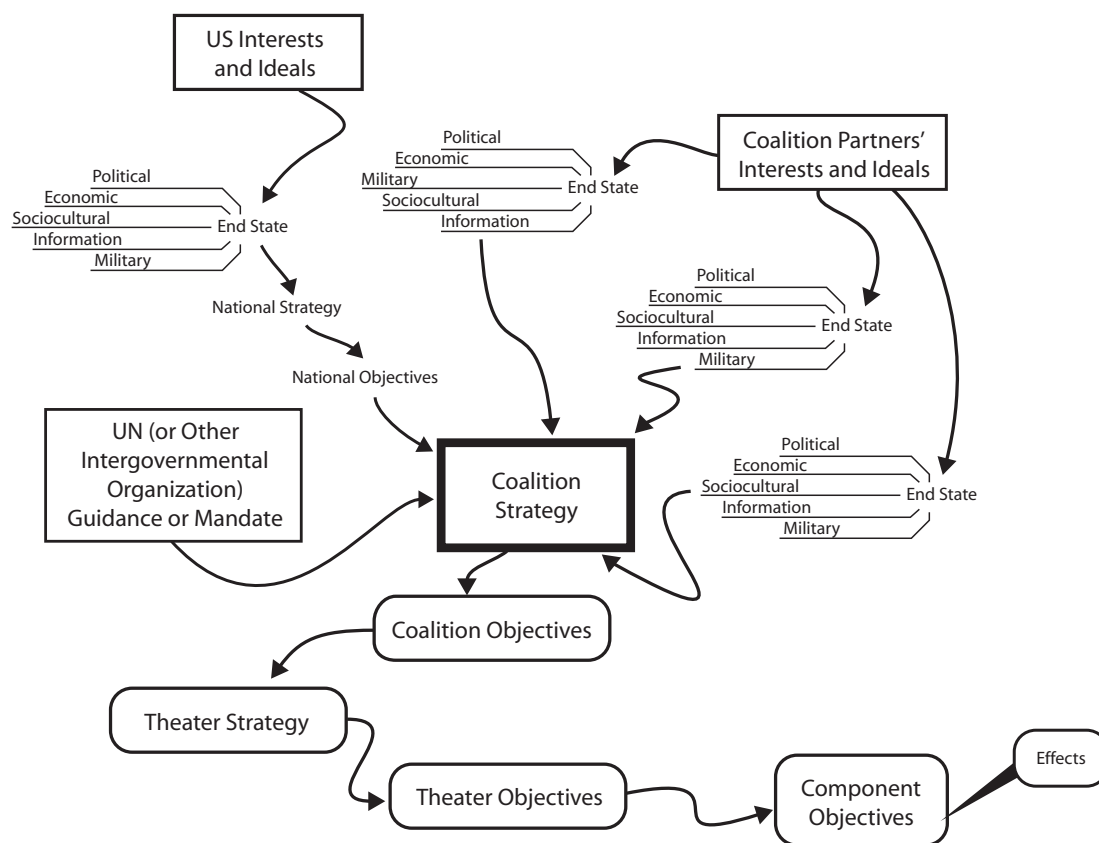 US Interests
and Ideals
Political
Economic
Sociocultural
Information
Military
End State
National Strategy
National Objectives
Political
Economic
Military
Sociocultural
Information
End State
Coalition Partners’
Interests and Ideals
Political
Economic
Sociocultural
Information
Military
End State
Political
Economic
Sociocultural
Information
Military
End State
UN (or Other
Intergovernmental
Organization)
Guidance or Mandate
Coalition
Strategy
Coalition Objectives
Theater Strategy
Theater Objectives
Component
Objectives
Effects